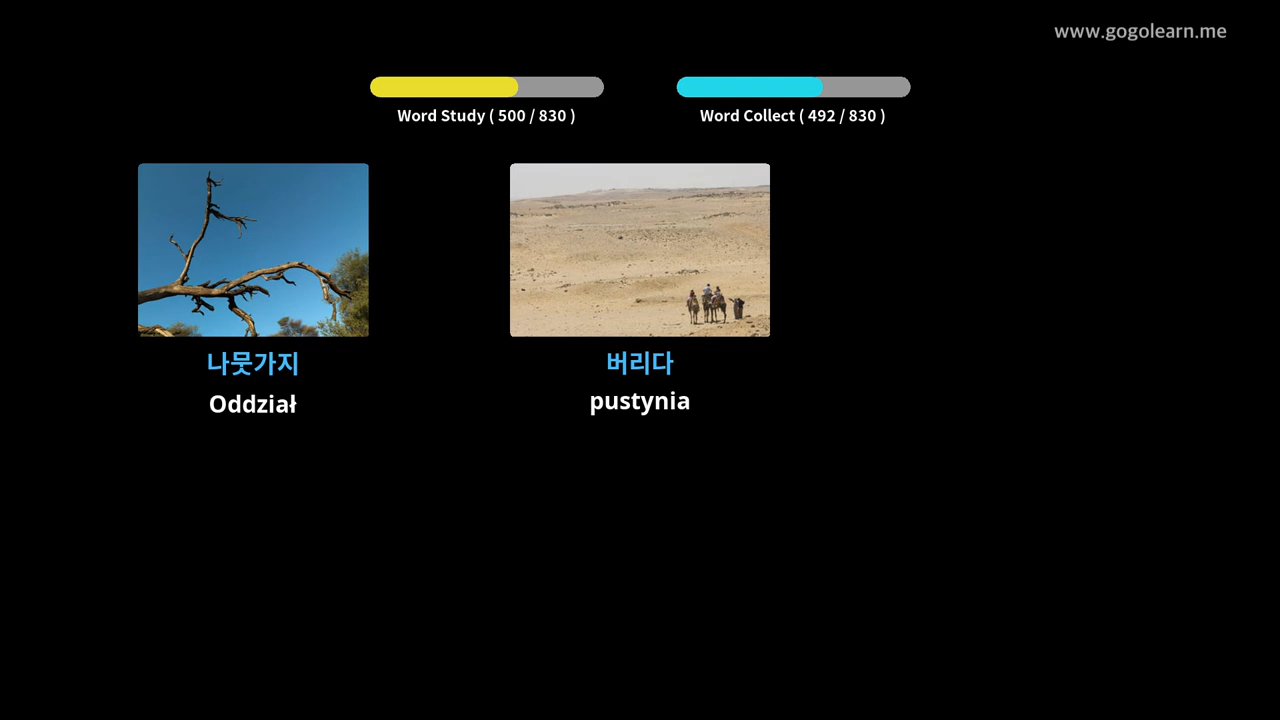 www.gogolearn.me
Word Study ( 500 / 830 )
Word Collect ( 492 / 830 )
나뭇가지
Oddział
버리다
pustynia